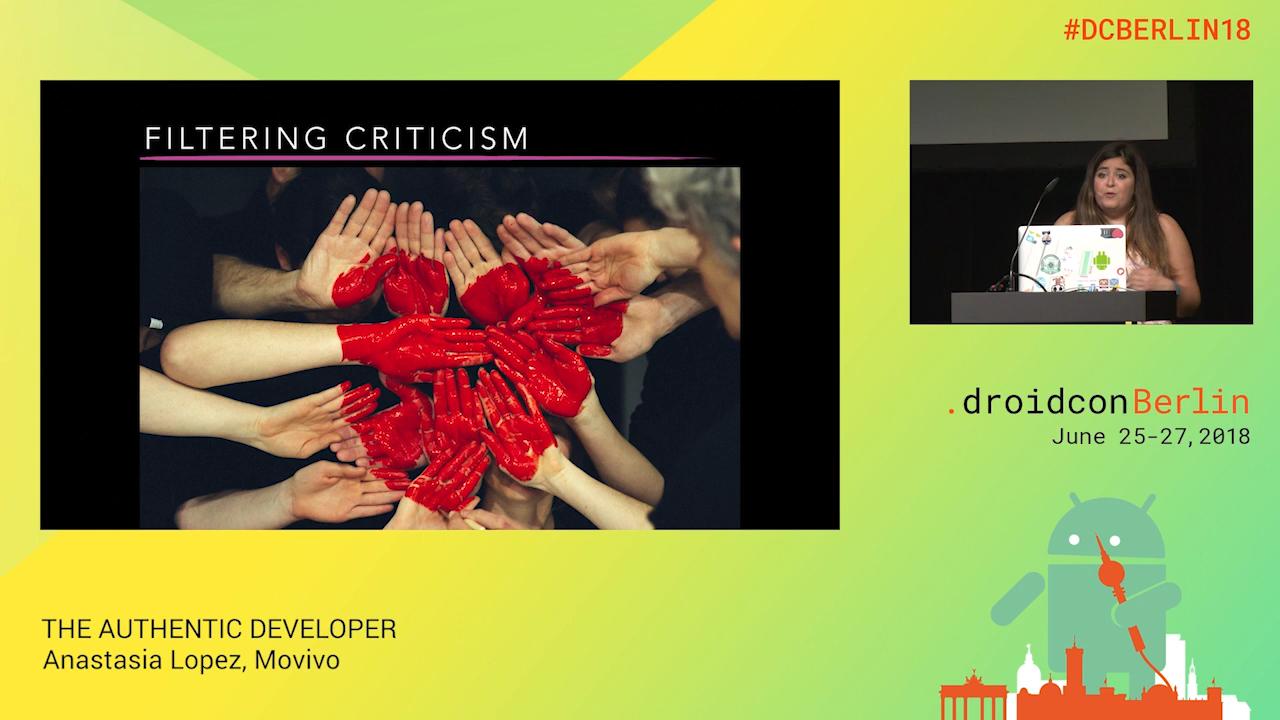 #DCBERLIN18
FILTERING CRITICISM
.droidconBerlin
June 25-27, 2018
THE AUTHENTIC DEVELOPER
Anastasia Lopez, Movivo